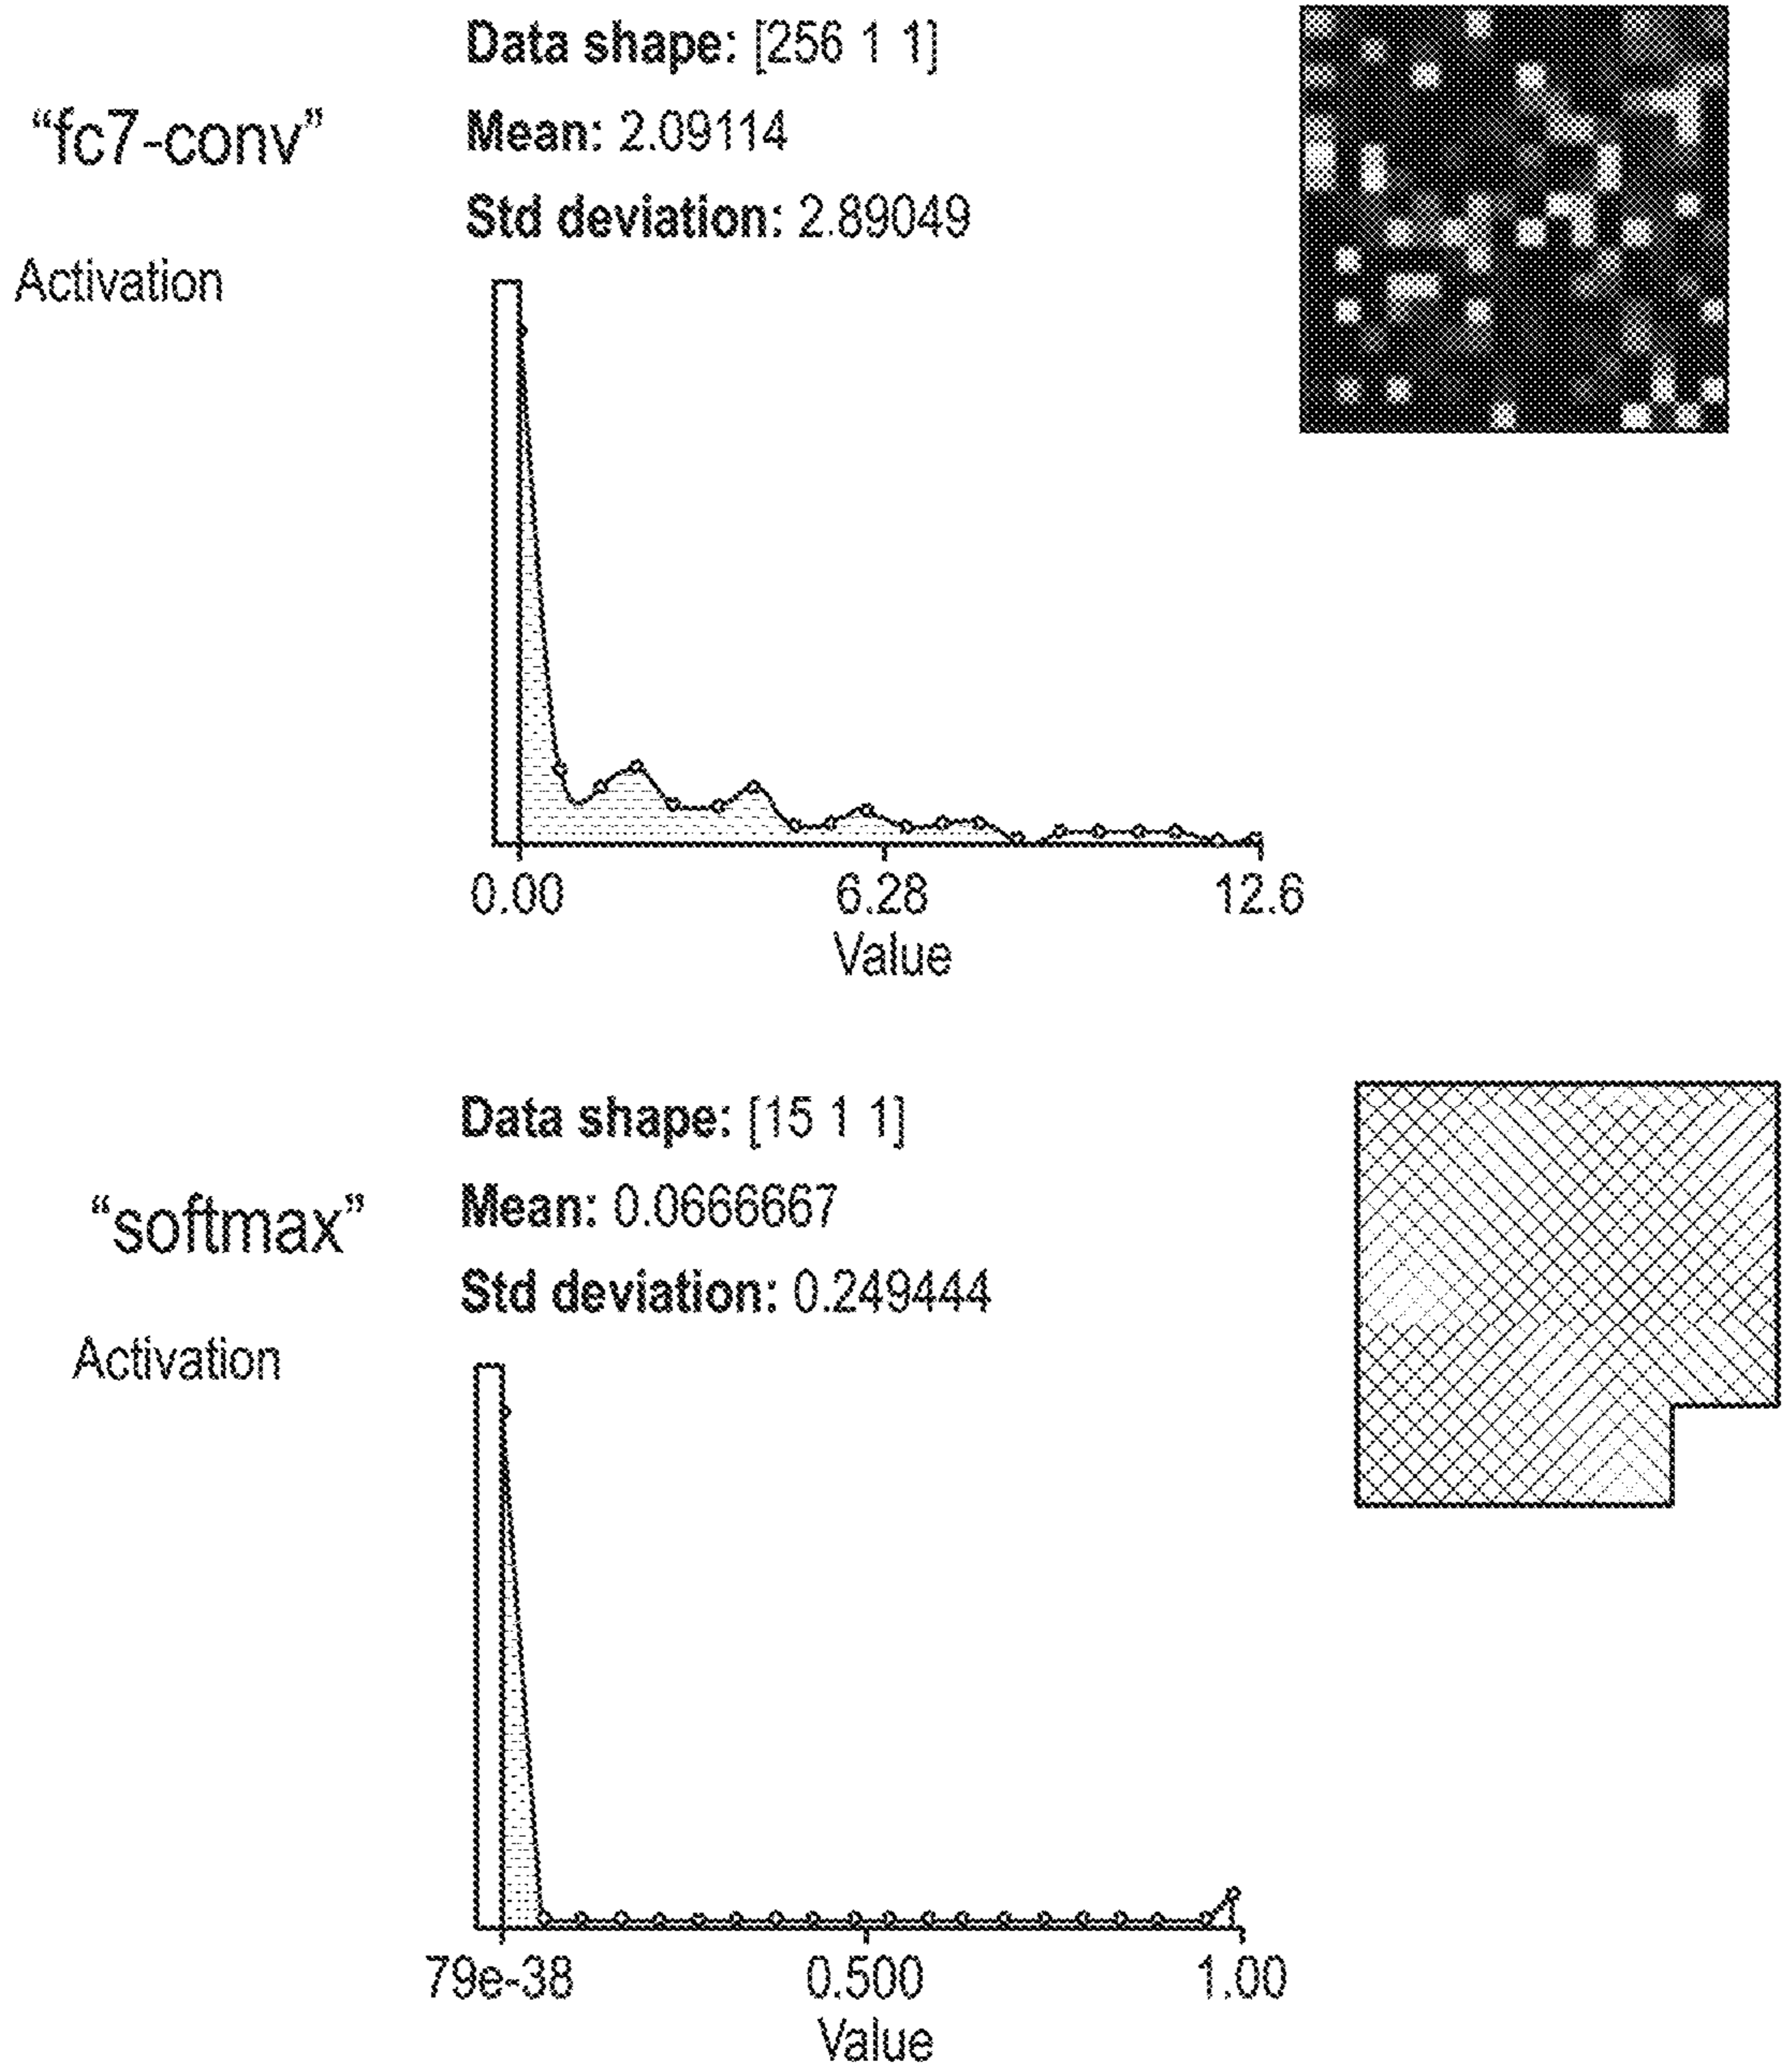 Data shape: [256 1 1]
“fc7-conv”
Mean: 2.09114
Std deviation: 2.89049
Activation
0.00 6.28 12.6
Value
Data shape: [15 1 1]
“softmax”
Mean: 0.0666667
Std deviation: 0.249444
Activation
79e-38 0.500 1.00
Value